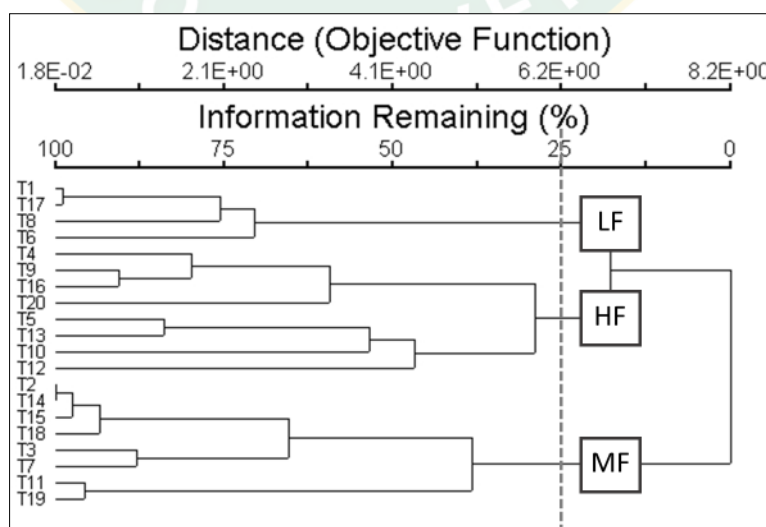 Distance (Objective Function)
1.8E-02 2.1E+00 4.1E+00 6.2E+00 8.2E+00
Information Remaining (%)
100 75 50 25 0
T1
T17
T8
T6
T4
T9
T16
T20
T5
T13
T10
T12
T2
T14
T15
T18
T3
T7
T11
T19
LF
HF
MF